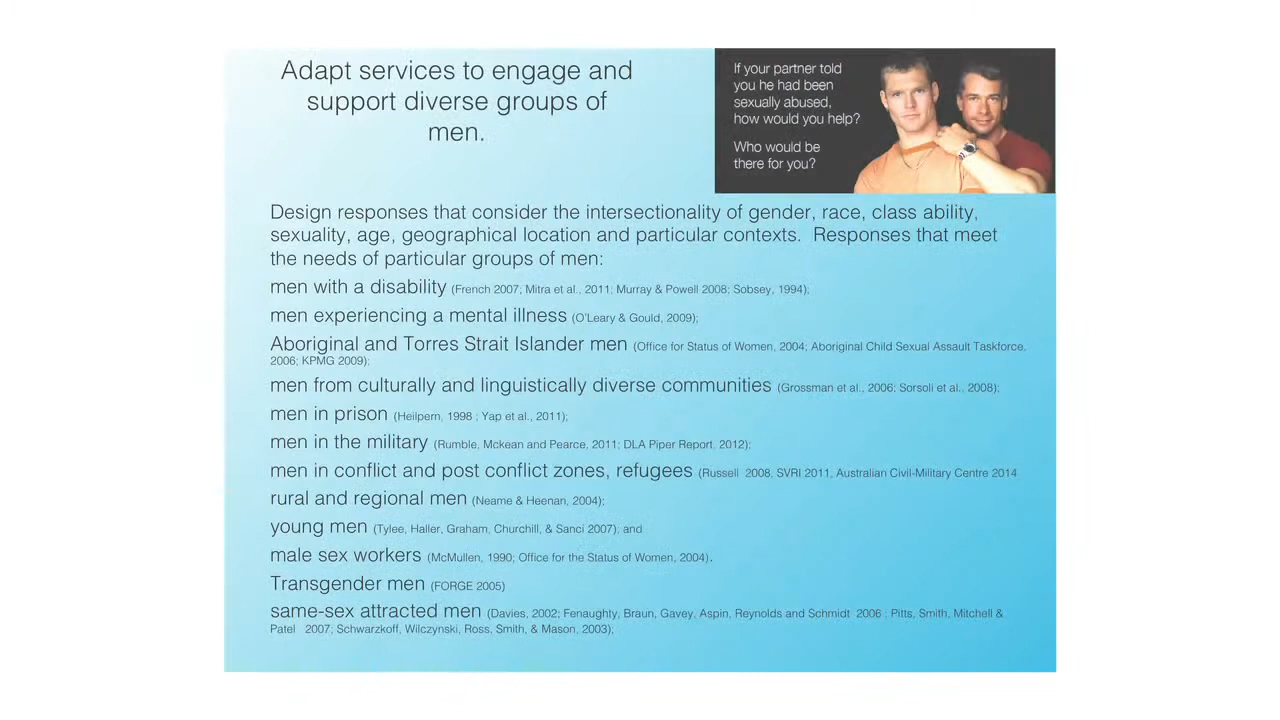 Adapt services to engage and
support diverse groups of
men.
If your partner told
you he had been
sexually abused,
how would you help?
Who would be
there for you?
Design responses that consider the intersectionality of gender, race, class ability,
sexuality, age, geographical location and particular contexts.  Responses that meet
the needs of particular groups of men:
men with a disability (French 2007; Mitra et al., 2011; Murray & Powell 2008; Sobsey, 1994);
men experiencing a mental illness (O'Leary & Gould, 2009);
Aboriginal and Torres Strait Islander men (Office for Status of Women, 2004; Aboriginal Child Sexual Assault Taskforce,
2006; KPMG 2009);
men from culturally and linguistically diverse communities (Grossman et al., 2006; Sorsoli et al., 2008);
men in prison (Heilpern, 1998 ; Yap et al., 2011);
men in the military (Rumble, Mckean and Pearce, 2011; DLA Piper Report, 2012);
men in conflict and post conflict zones, refugees (Russell  2008, SVRI 2011, Australian Civil-Military Centre 2014
rural and regional men (Neame & Heenan, 2004);
young men (Tylee, Haller, Graham, Churchill, & Sanci 2007); and
male sex workers (McMullen, 1990; Office for the Status of Women, 2004).
Transgender men (FORGE 2005)
same-sex attracted men (Davies, 2002; Fenaughty, Braun, Gavey, Aspin, Reynolds and Schmidt  2006 ; Pitts, Smith, Mitchell &
Patel   2007; Schwarzkoff, Wilczynski, Ross, Smith, & Mason, 2003);